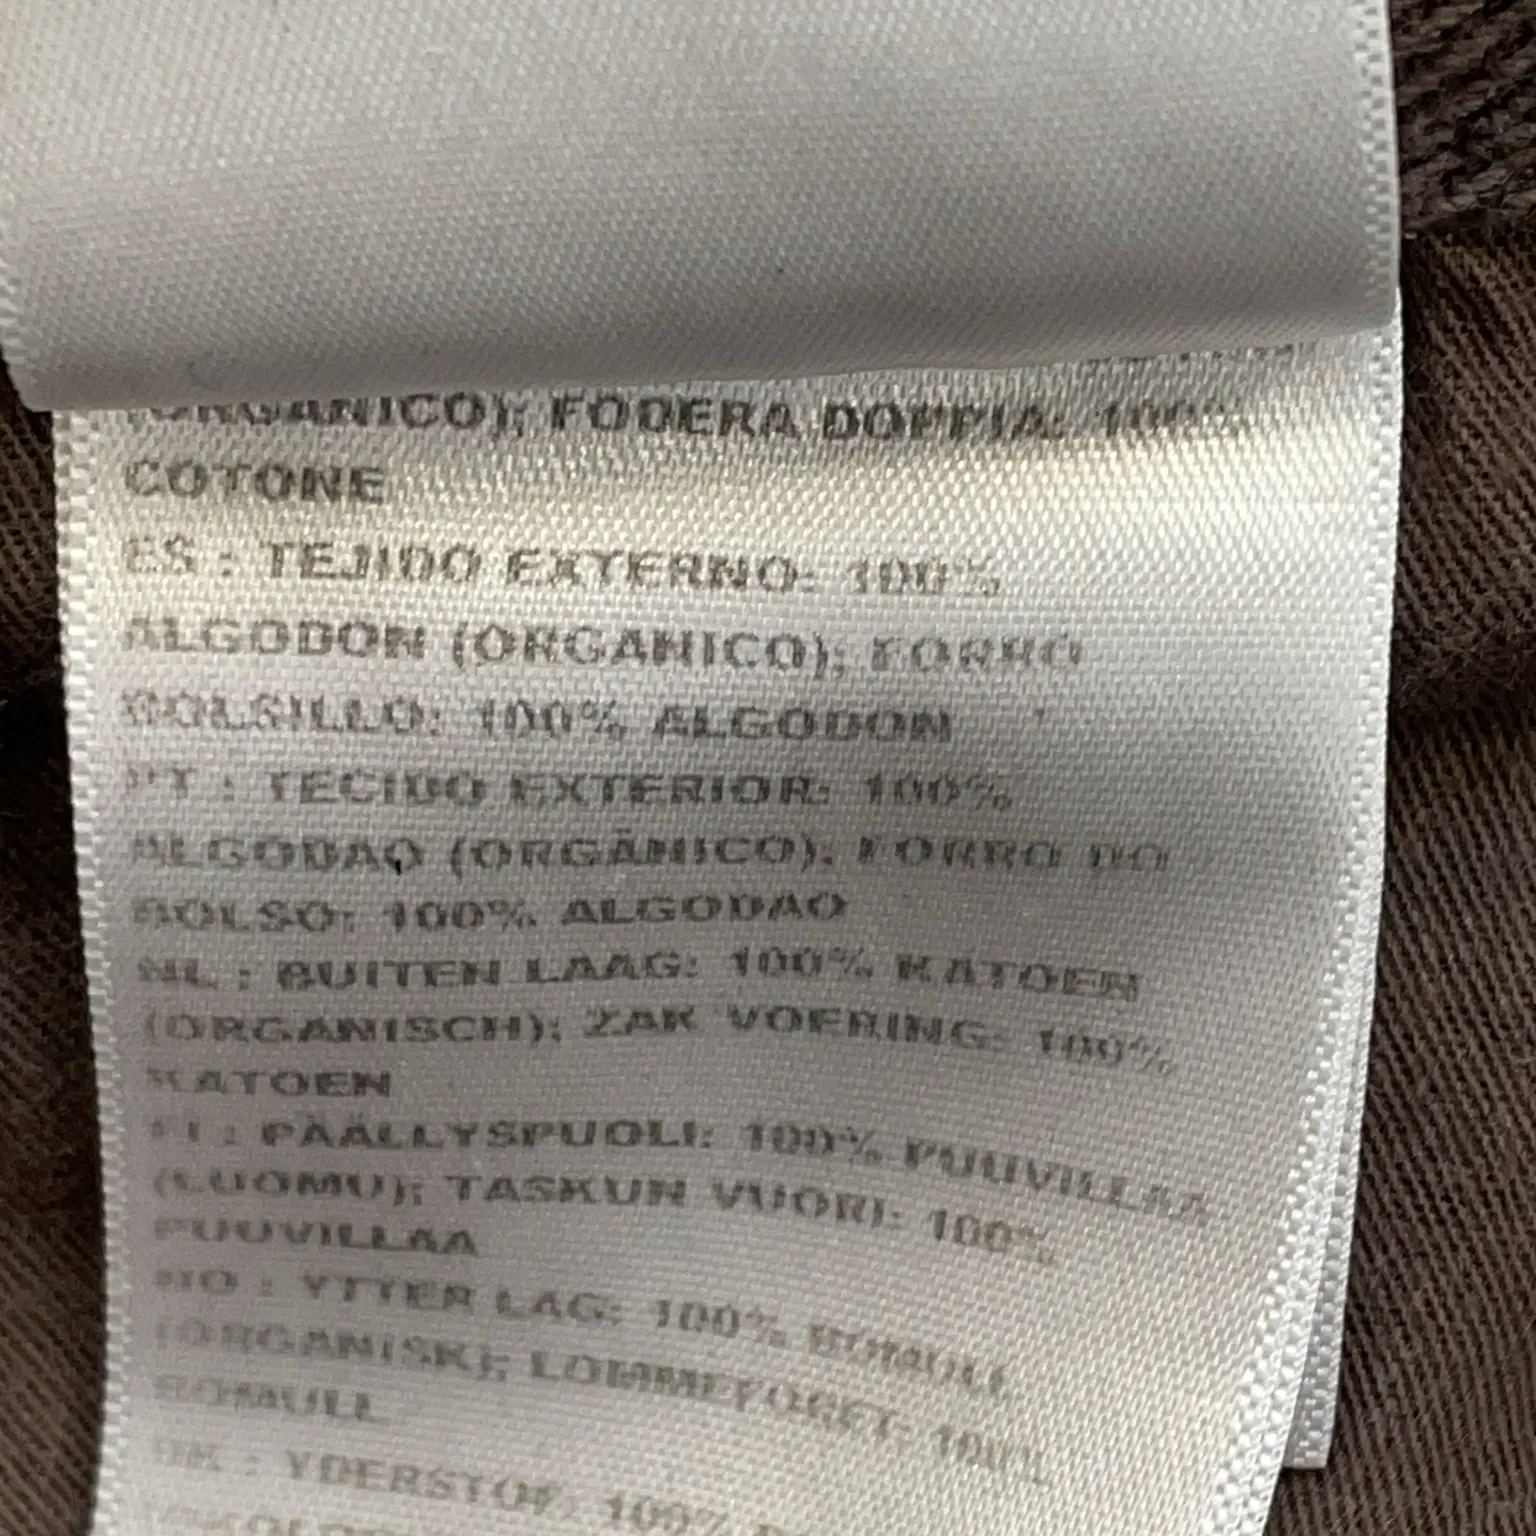 (ORGANICO); FODERA DOPPIA: 100%
COTONE
ES : TEJIDO EXTERNO: 100%
ALGODON (ORGANICO); FORRO
BOLSILLO: 100% ALGODON
PT : TECIDO EXTERIOR: 100%
ALGODAO (ORGÂNICO). FORRO DO
BOLSO: 100% ALGODAO
NL : BUITEN LAAG: 100% KATOEN
(ORGANISCH); ZAK VOERING: 100%
KATOEN
FI : PÄÄLLYSPUOLI: 100% PUUVILLAA
(LUOMU); TASKUN VUORI: 100%
PUUVILLAA
NO : YTTER LAG: 100% BOMULL
(ORGANISK); LOMMEFORET: 100%
BOMULL
DK : YDERSTOF: 100%